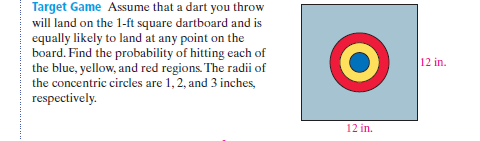 Target Game Assume that a dart you throw
will land on the 1-ft square dartboard and is
equally likely to land at any point on the
board. Find the probability of hitting each of
the blue, yellow, and red regions. The radii of
the concentric circles are 1, 2, and 3 inches,
respectively.
12 in.
12 in.